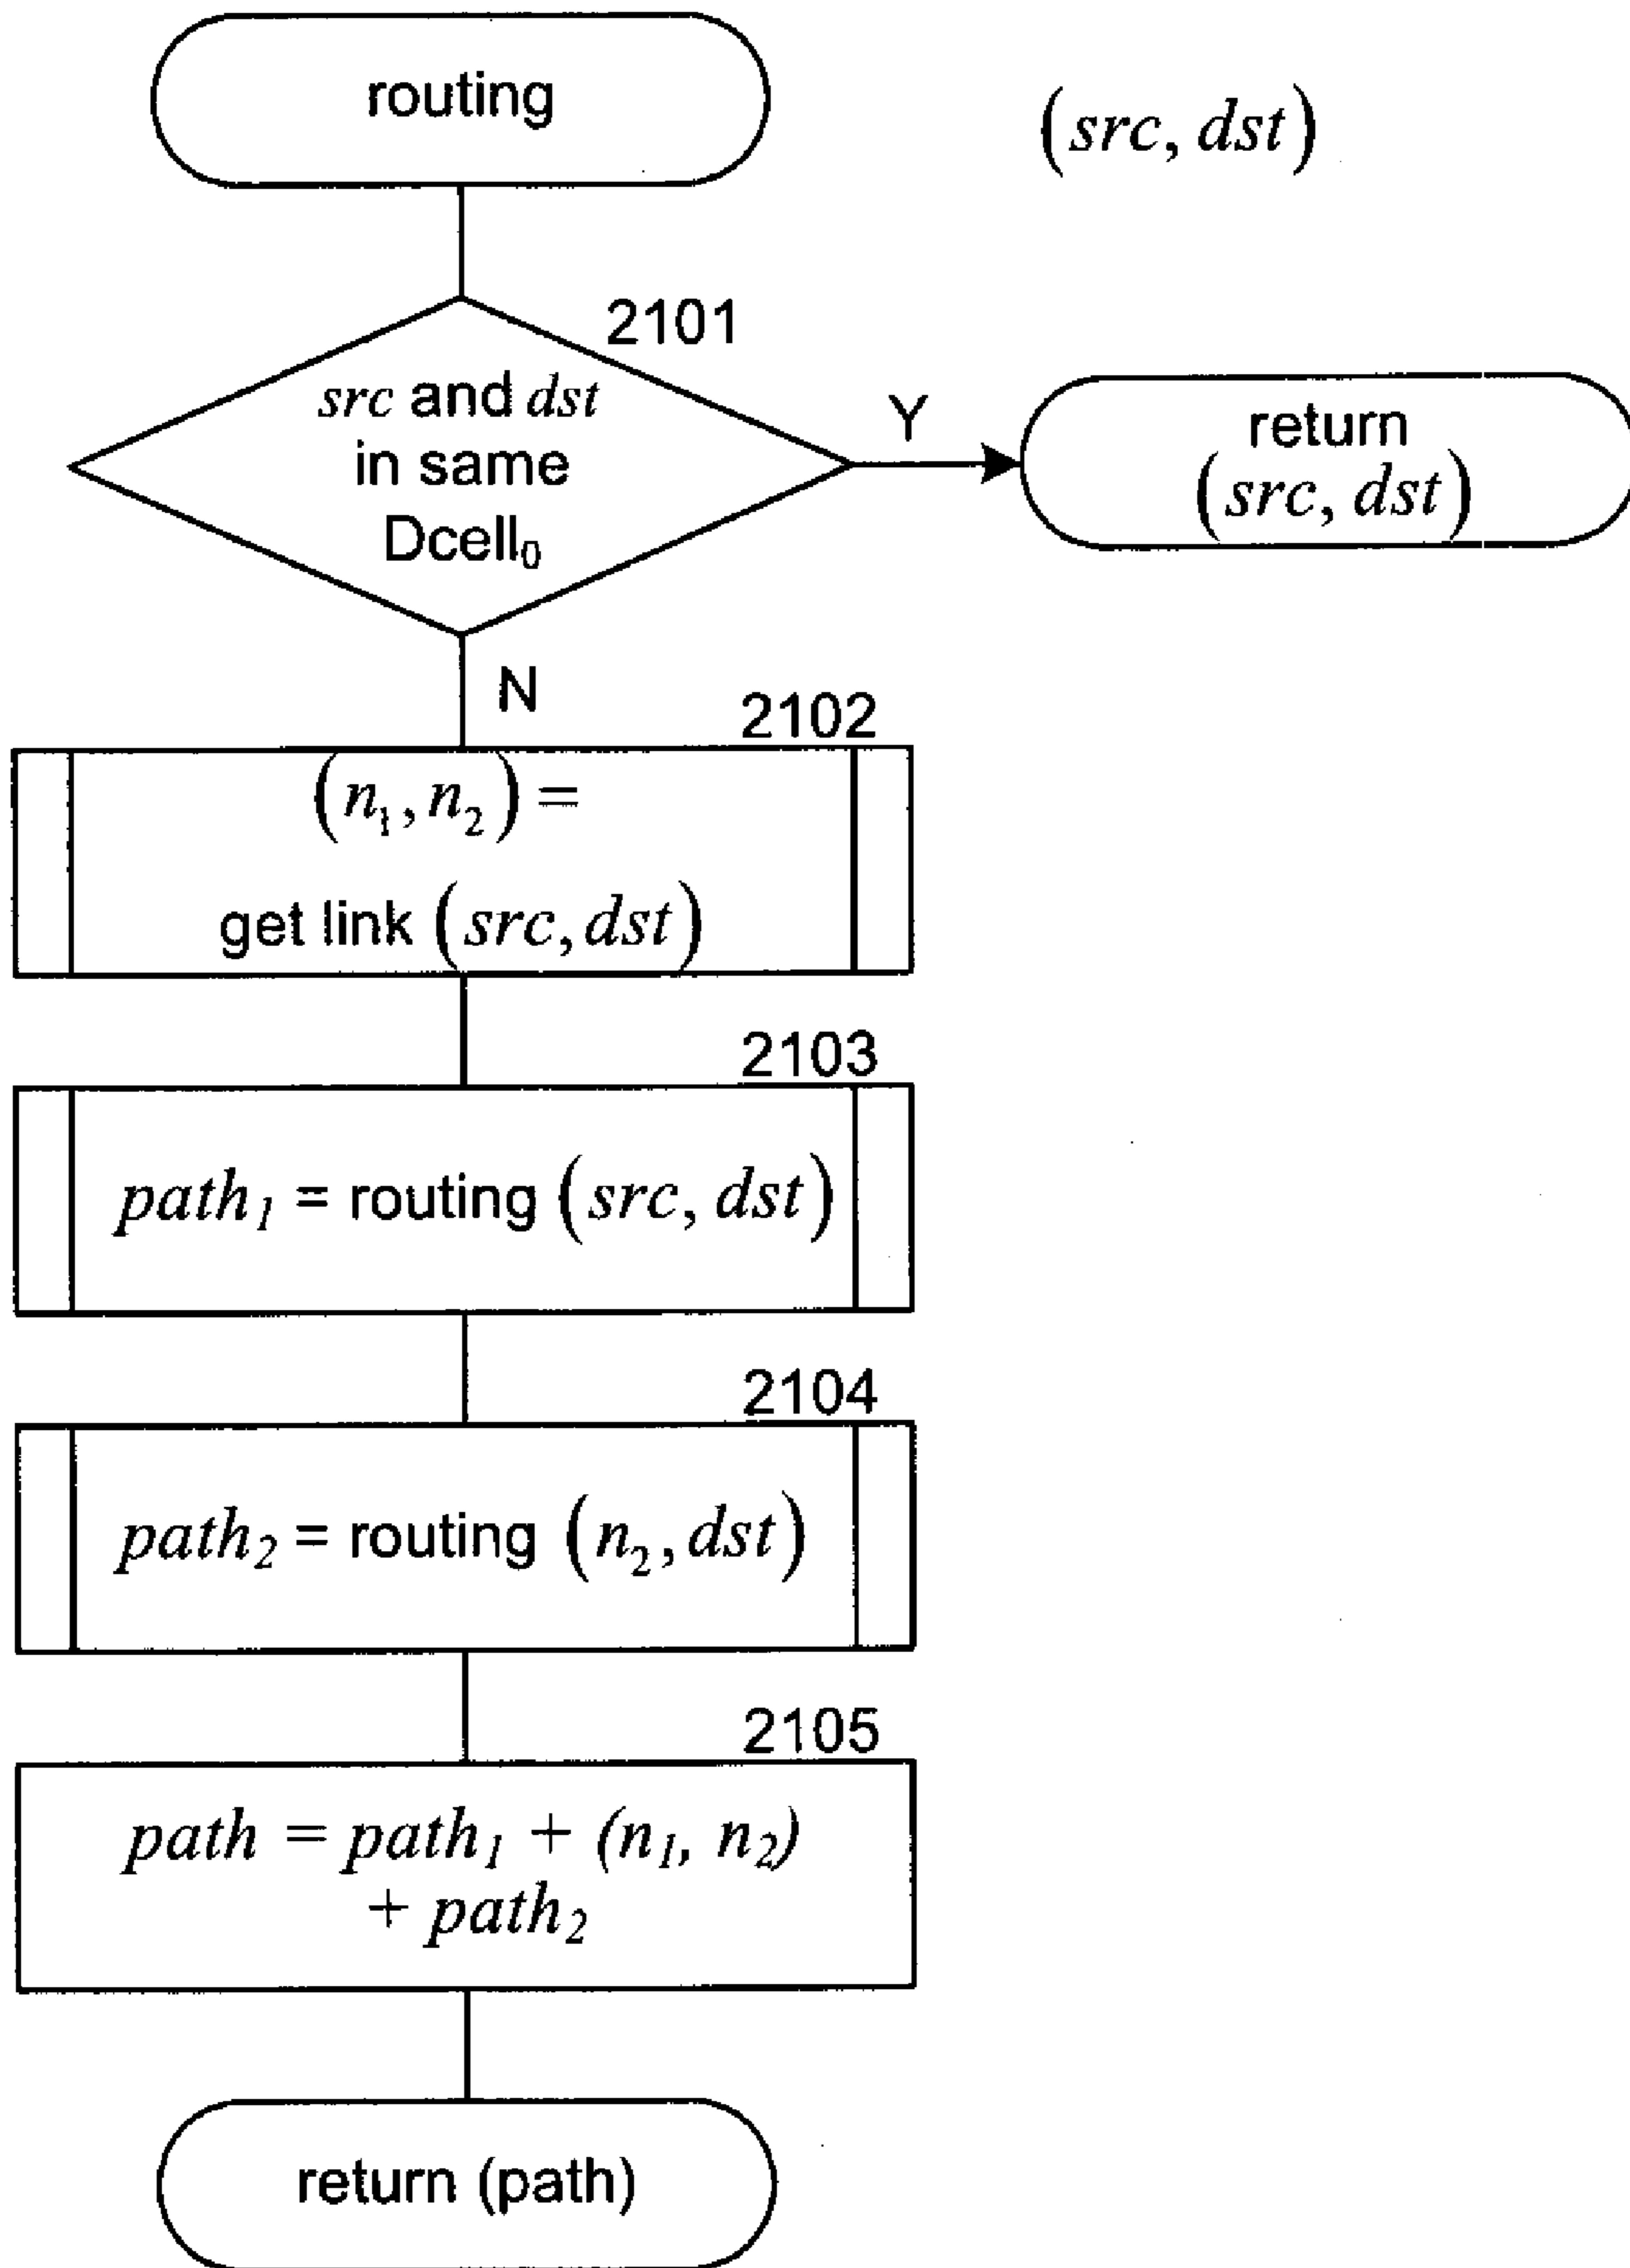 routing
(src, dst)
2101
src and dst
in same
Dcell₀
Y
return
(src, dst)
N
2102
(n₁, n₂) =
get link (src, dst)
2103
path₁ = routing (src, dst)
2104
path₂ = routing (n₂, dst)
2105
path = path₁ + (n₁, n₂)
+ path₂
return (path)